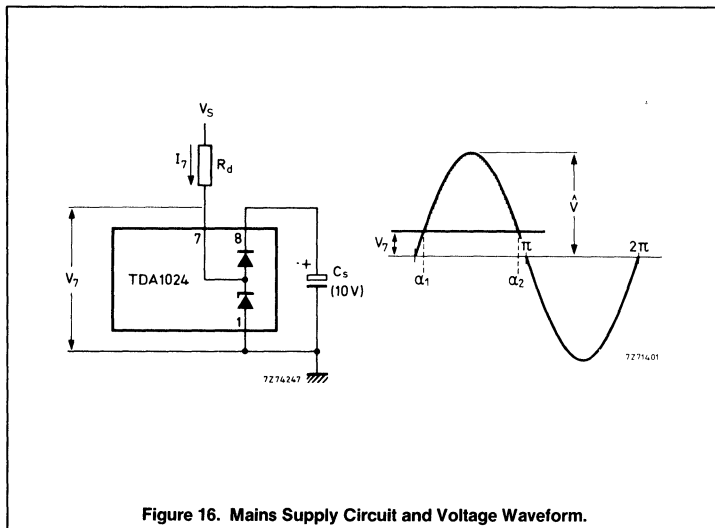 V_S
I_7
R_d
7
8
V_7
TDA1024
1
+
C_s
(10 V)
7Z74247
V̂
V_7
π
2π
α_1
α_2
7Z71401
Figure 16. Mains Supply Circuit and Voltage Waveform.